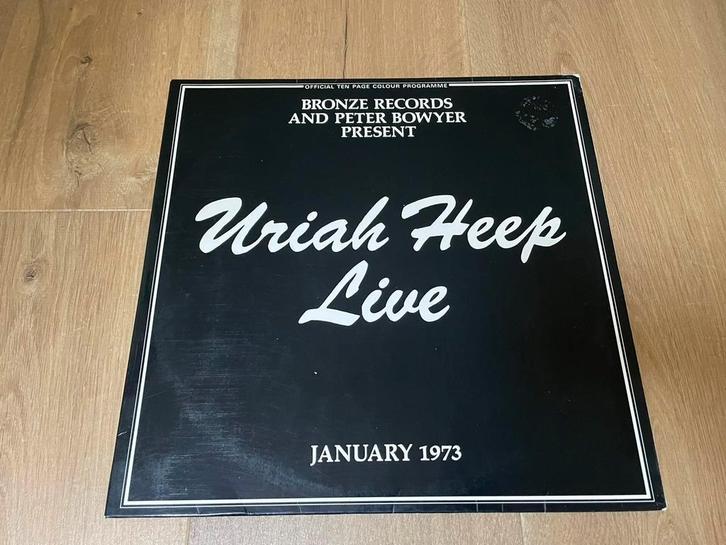 OFFICIAL TEN PAGE COLOUR PROGRAMME
BRONZE RECORDS
AND PETER BOWYER
PRESENT
Uriah Heep
Live
JANUARY 1973